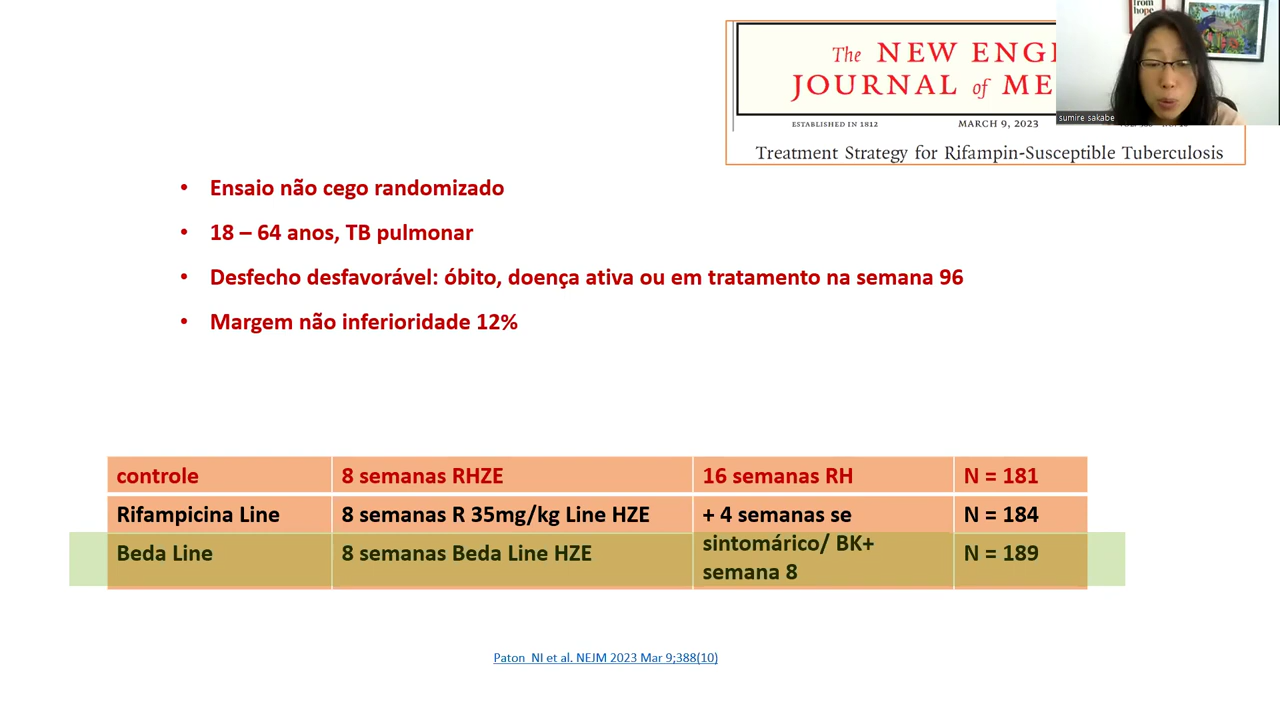 from
hope
The NEW ENG
JOURNAL of ME
sumire sakabe
ESTABLISHED IN 1812 MARCH 9, 2023
Treatment Strategy for Rifampin-Susceptible Tuberculosis
• Ensaio não cego randomizado
• 18 – 64 anos, TB pulmonar
• Desfecho desfavorável: óbito, doença ativa ou em tratamento na semana 96
• Margem não inferioridade 12%
controle 8 semanas RHZE 16 semanas RH N = 181
Rifampicina Line 8 semanas R 35mg/kg Line HZE + 4 semanas se N = 184
sintomárico/ BK+
Beda Line 8 semanas Beda Line HZE N = 189
semana 8
Paton NI et al. NEJM 2023 Mar 9;388(10)